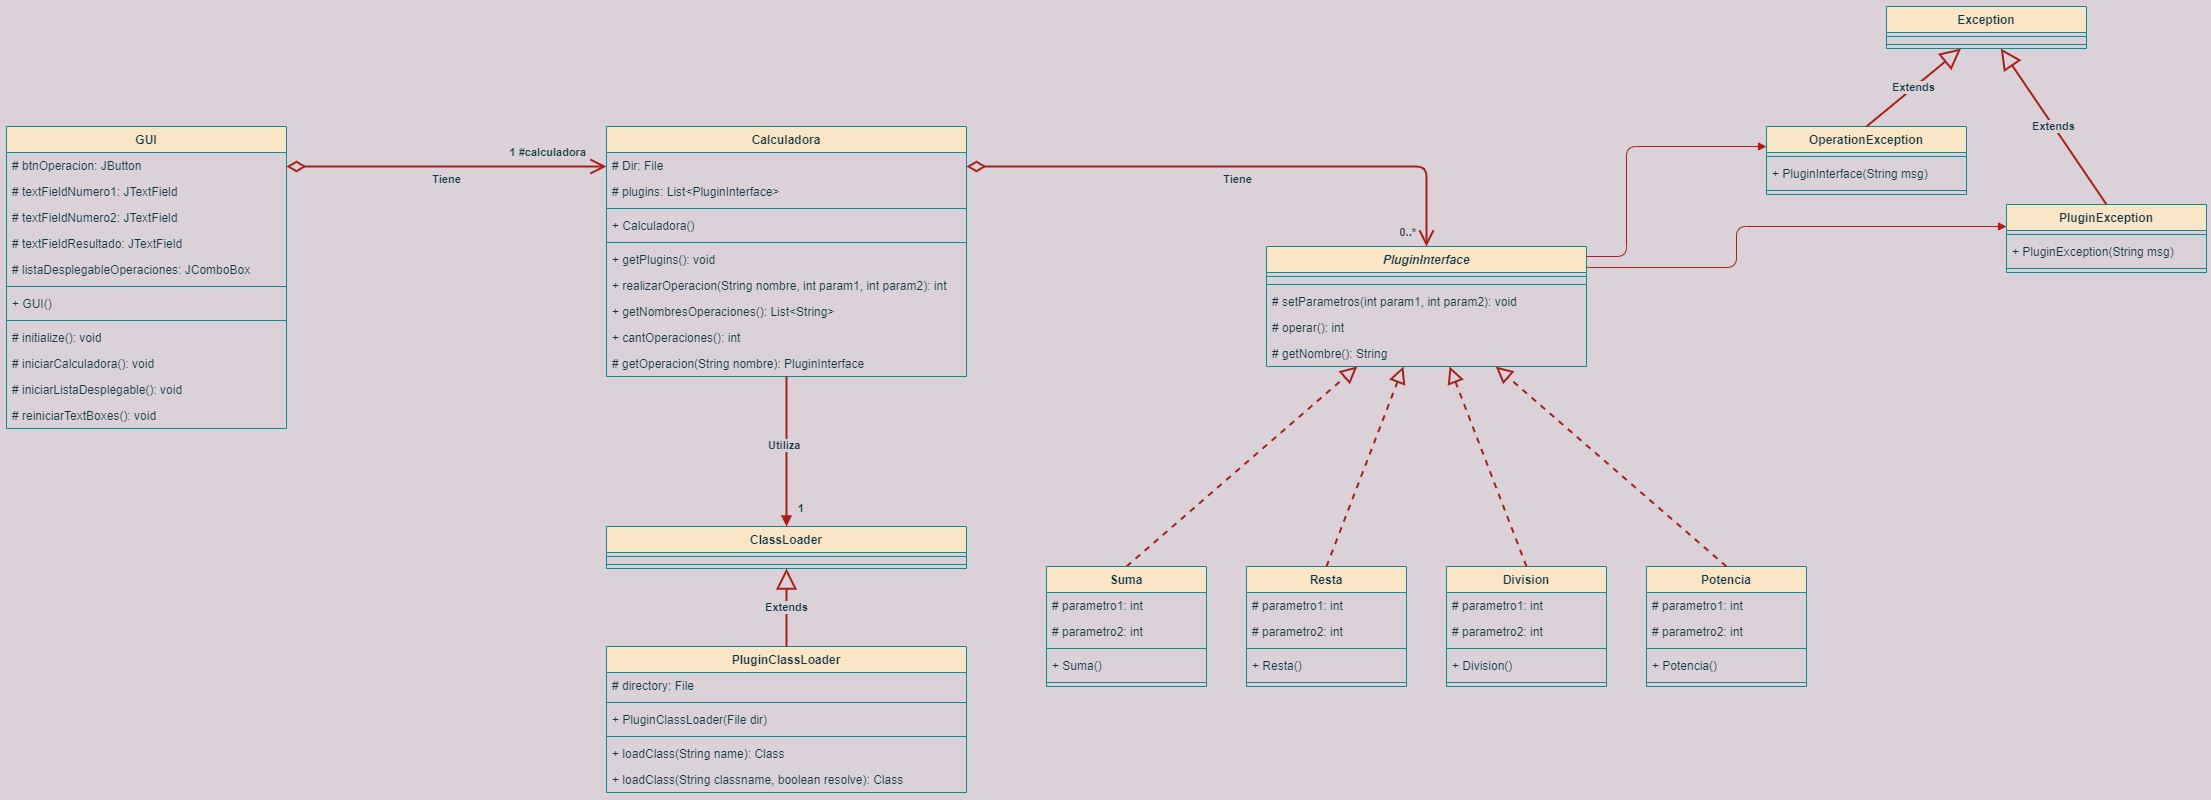 GUI
# btnOperacion: JButton
# textFieldNumero1: JTextField
# textFieldNumero2: JTextField
# textFieldResultado: JTextField
# listaDesplegableOperaciones: JComboBox
+ GUI()
# initialize(): void
# iniciarCalculadora(): void
# iniciarListaDesplegable(): void
# reiniciarTextBoxes(): void
1 #calculadora
Tiene
Calculadora
# Dir: File
# plugins: List<PluginInterface>
+ Calculadora()
+ getPlugins(): void
+ realizarOperacion(String nombre, int param1, int param2): int
+ getNombresOperaciones(): List<String>
+ cantOperaciones(): int
# getOperacion(String nombre): PluginInterface
Utiliza
1
ClassLoader
Extends
PluginClassLoader
# directory: File
+ PluginClassLoader(File dir)
+ loadClass(String name): Class
+ loadClass(String classname, boolean resolve): Class
Tiene
0..*
PluginInterface
# setParametros(int param1, int param2): void
# operar(): int
# getNombre(): String
Suma
# parametro1: int
# parametro2: int
+ Suma()
Resta
# parametro1: int
# parametro2: int
+ Resta()
Division
# parametro1: int
# parametro2: int
+ Division()
Potencia
# parametro1: int
# parametro2: int
+ Potencia()
Exception
Extends
Extends
OperationException
+ PluginInterface(String msg)
PluginException
+ PluginException(String msg)